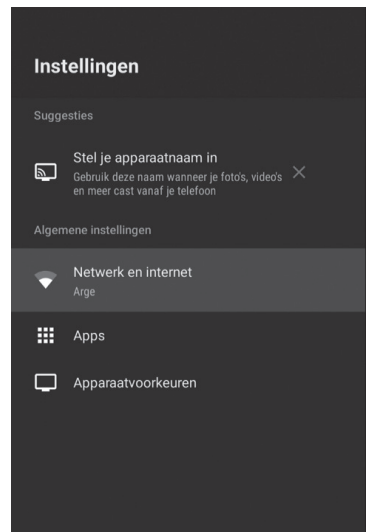 Instellingen
Suggesties
Stel je apparaatnaam in
Gebruik deze naam wanneer je foto's, video's
en meer cast vanaf je telefoon
Algemene instellingen
Netwerk en internet
Arge
Apps
Apparaatvoorkeuren